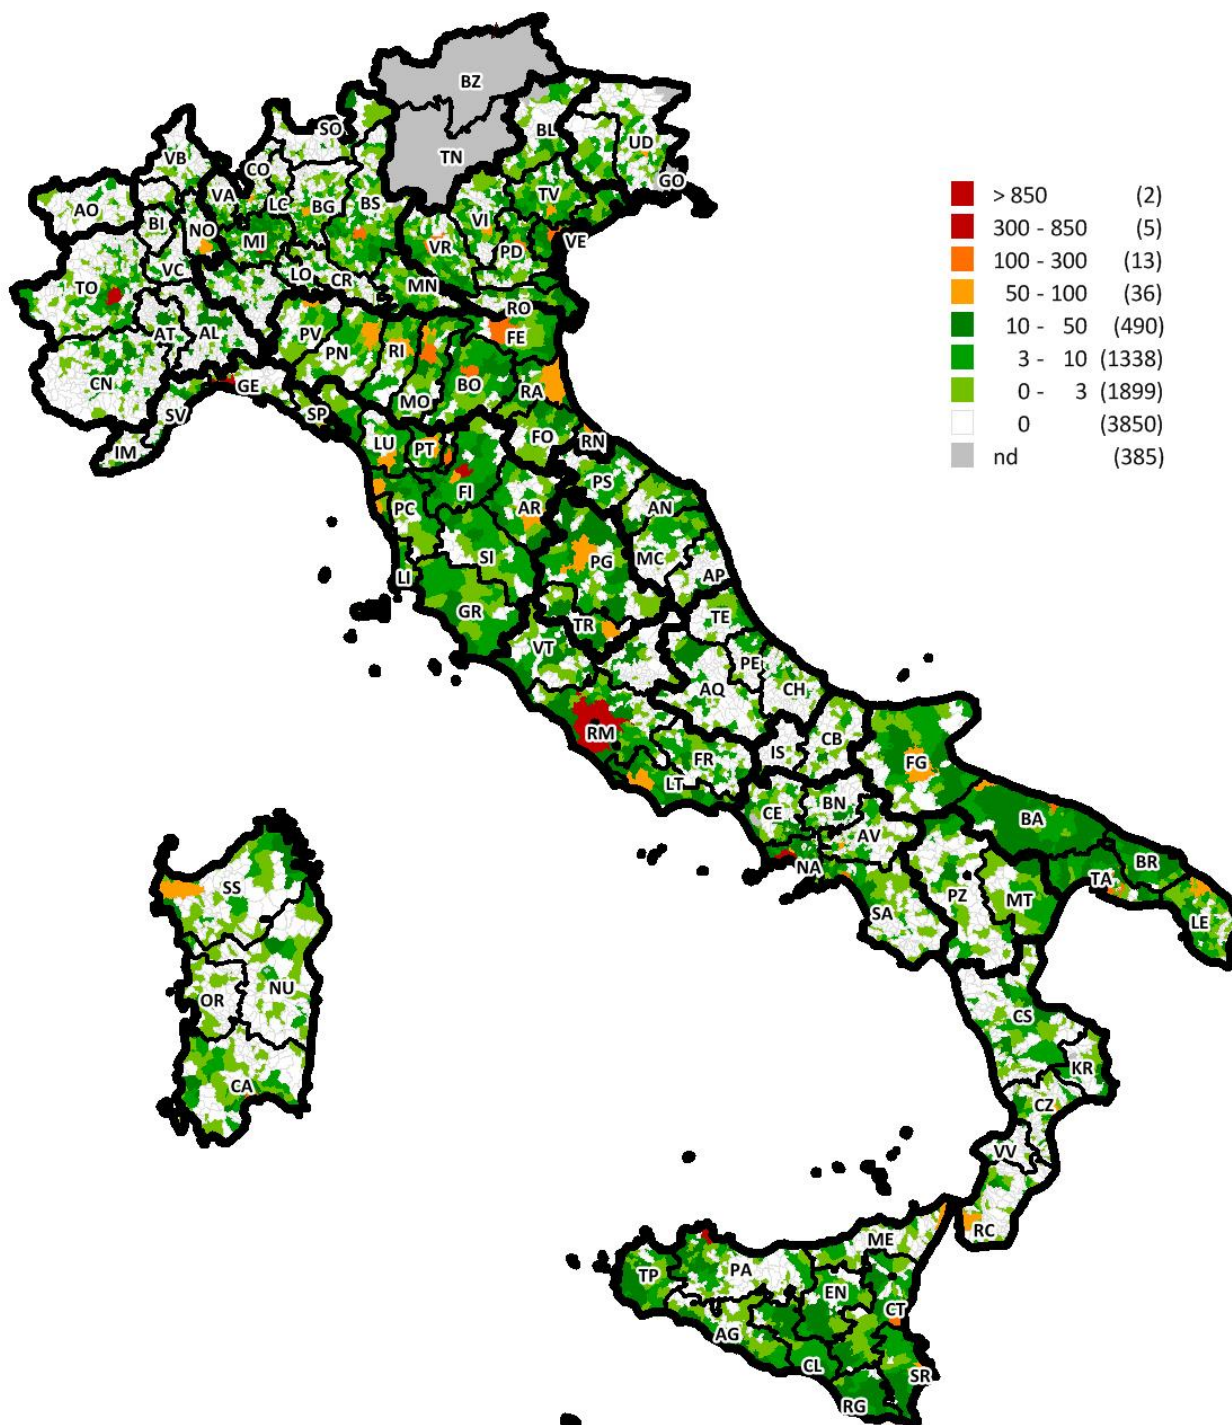 BZ
SO
BL
UD
VB
TN
CO
GO
AO
VA
LC
BG
BS
TV
VI
BI
NO
MI
VR
PD
VE
TO
VC
LO
CR
MN
RO
AT
AL
PV
PN
RI
FE
CN
GE
MO
BO
RA
SV
SP
IM
LU
PT
FO
RN
FI
PS
PC
AR
AN
SI
PG
MC
LI
AP
GR
TR
TE
VT
PE
AQ
CH
RM
CB
IS
FR
FG
LT
CE
BN
BA
AV
NA
BR
SS
TA
PZ
MT
SA
LE
NU
OR
CS
KR
CA
CZ
VV
RC
ME
PA
TP
EN
CT
AG
CL
SR
RG
> 850 (2)
300 - 850 (5)
100 - 300 (13)
50 - 100 (36)
10 - 50 (490)
3 - 10 (1338)
0 - 3 (1899)
0 (3850)
nd (385)